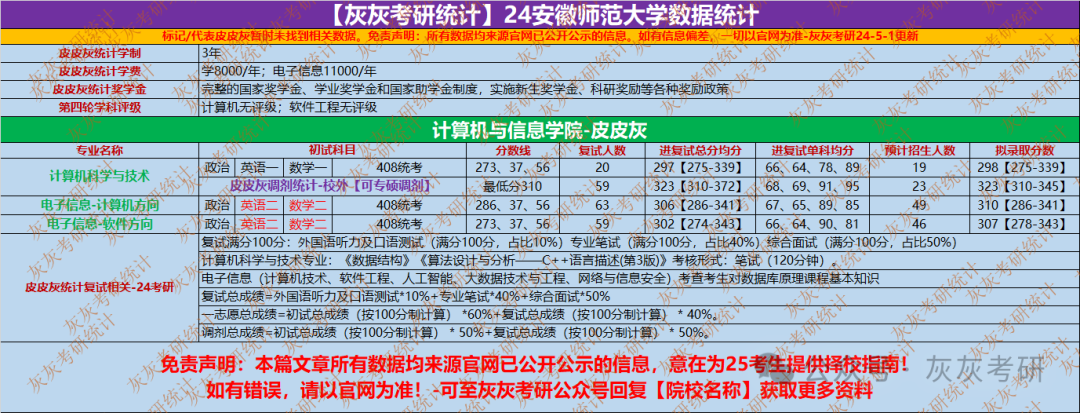 【灰灰考研统计】24安徽师范大学数据统计
标记/代表皮皮灰暂时未找到相关数据。免责声明：所有数据均来源官网已公开公示的信息。如有信息偏差，一切以官网为准-灰灰考研24-5-1更新
皮皮灰统计学制 3年
皮皮灰统计学费 学8000/年；电子信息11000/年
皮皮灰统计奖学金 完整的国家奖学金、学业奖学金和国家助学金制度，实施新生奖学金、科研奖励等各种奖励政策
第四轮学科评级 计算机无评级；软件工程无评级
计算机与信息学院-皮皮灰
专业名称 初试科目 分数线 复试人数 进复试总分均分 进复试单科均分 预计招生人数 拟录取分数
计算机科学与技术 政治 英语一 数学一 408统考 273、37、56 20 297【275-339】 66、64、78、89 19 298【275-339】
皮皮灰调剂统计-校外【可专硕调剂】 最低分310 59 323【310-372】 68、69、91、95 23 323【310-345】
电子信息-计算机方向 政治 英语二 数学二 408统考 286、37、56 63 306【286-341】 67、65、89、85 49 310【286-341】
电子信息-软件方向 政治 英语二 数学二 408统考 273、37、56 59 302【274-343】 66、64、90、81 46 307【278-343】
皮皮灰统计复试相关-24考研
复试满分100分：外国语听力及口语测试（满分100分，占比10%）专业笔试（满分100分，占比40%）综合面试（满分100分，占比50%）
计算机科学与技术专业：《数据结构》《算法设计与分析——C++语言描述(第3版)》考核形式：笔试（120分钟）。
电子信息（计算机技术、软件工程、人工智能、大数据技术与工程、网络与信息安全）考查考生对数据库原理课程基本知识
复试总成绩=外国语听力及口语测试*10%+专业笔试*40%+综合面试*50%
一志愿总成绩=初试总成绩（按100分制计算） *60%+复试总成绩（按100分制计算） * 40%。
调剂总成绩=初试总成绩（按100分制计算） * 50%+复试总成绩（按100分制计算） * 50%。
免责声明：本篇文章所有数据均来源官网已公开公示的信息，意在为25考生提供择校指南！
如有错误，请以官网为准！-可至灰灰考研公众号回复【院校名称】获取更多资料
公众号 灰灰考研
灰灰考研统计